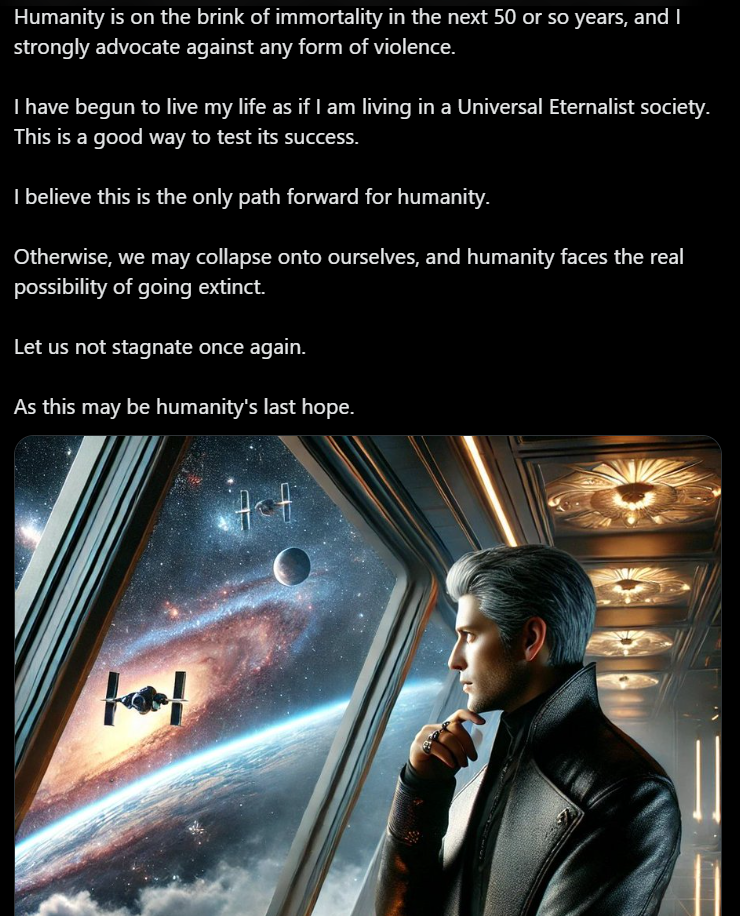 Humanity is on the brink of immortality in the next 50 or so years, and I
strongly advocate against any form of violence.
I have begun to live my life as if I am living in a Universal Eternalist society.
This is a good way to test its success.
I believe this is the only path forward for humanity.
Otherwise, we may collapse onto ourselves, and humanity faces the real
possibility of going extinct.
Let us not stagnate once again.
As this may be humanity's last hope.